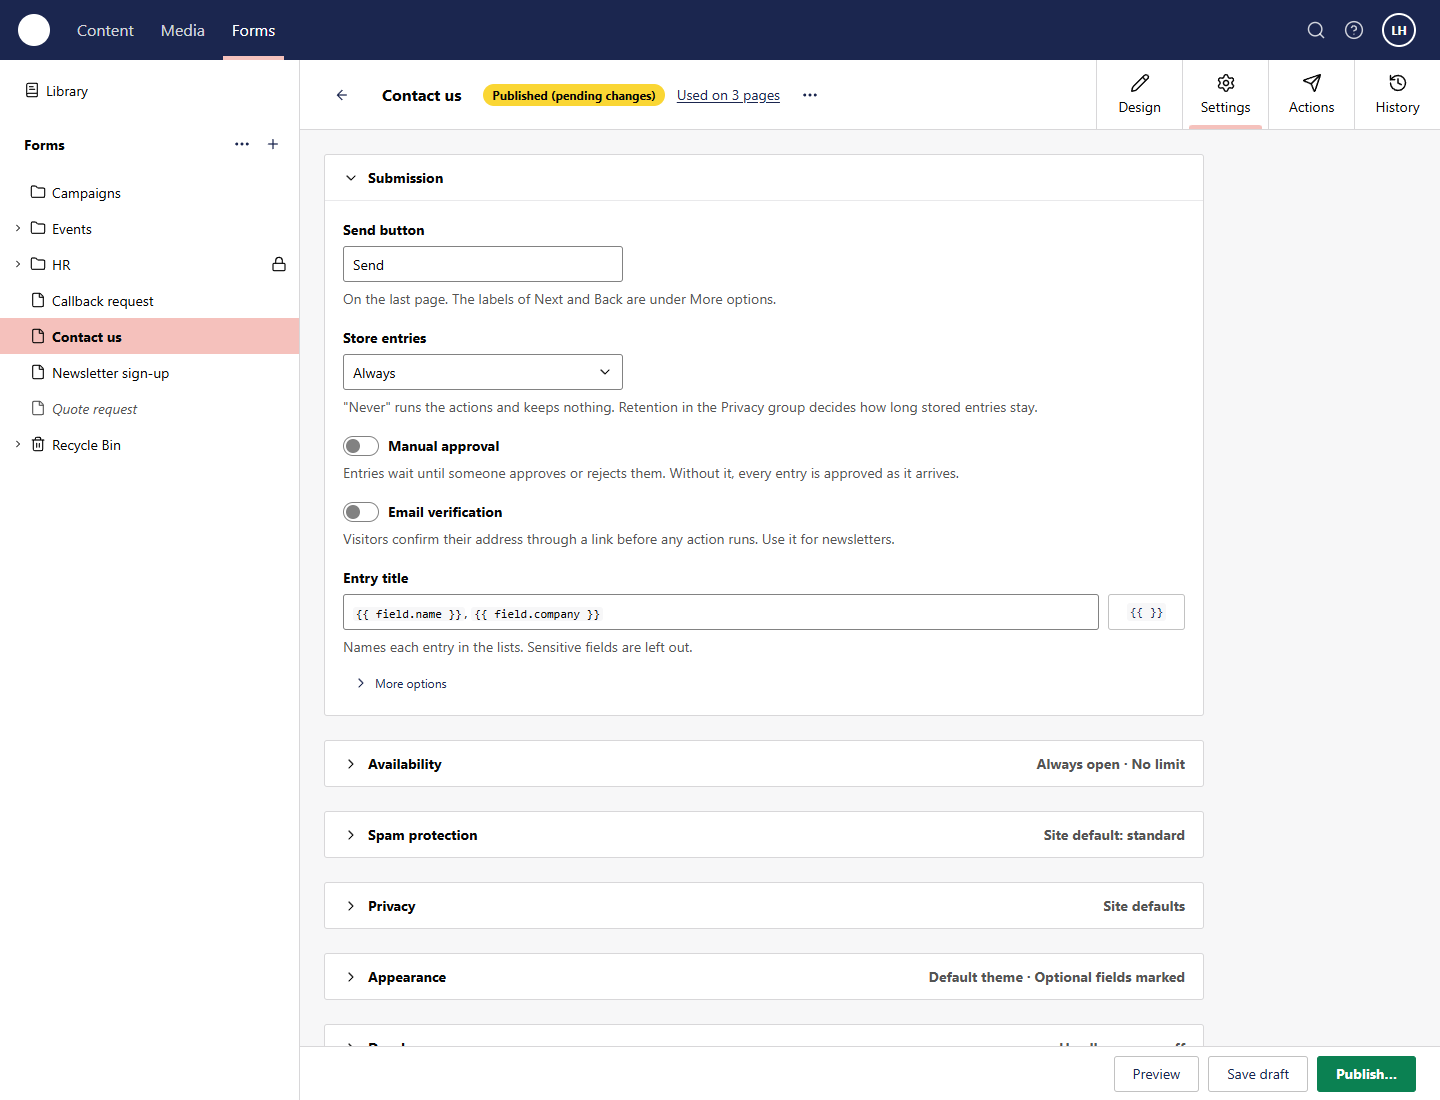 Content
Media
Forms
LH
Library
Forms
Campaigns
Events
HR
Callback request
Contact us
Newsletter sign-up
Quote request
Recycle Bin
Contact us
Published (pending changes)
Used on 3 pages
Design
Settings
Actions
History
Submission
Send button
Send
On the last page. The labels of Next and Back are under More options.
Store entries
Always
"Never" runs the actions and keeps nothing. Retention in the Privacy group decides how long stored entries stay.
Manual approval
Entries wait until someone approves or rejects them. Without it, every entry is approved as it arrives.
Email verification
Visitors confirm their address through a link before any action runs. Use it for newsletters.
Entry title
{{ field.name }}, {{ field.company }}
{{ }}
Names each entry in the lists. Sensitive fields are left out.
More options
Availability
Always open · No limit
Spam protection
Site default: standard
Privacy
Site defaults
Appearance
Default theme · Optional fields marked
Preview
Save draft
Publish...